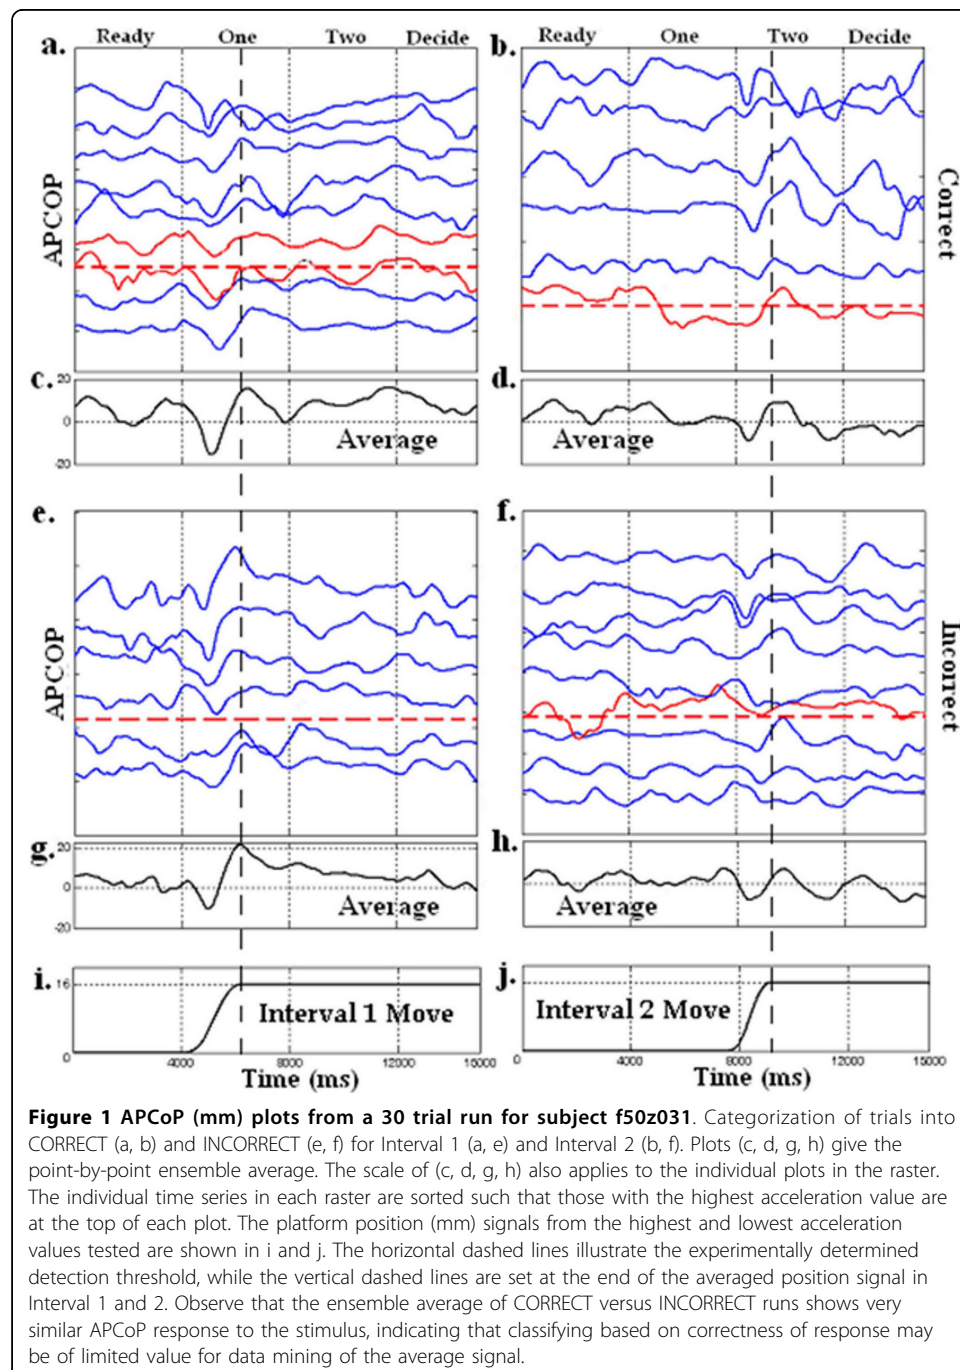 a. Ready One Two Decide
b. Ready One Two Decide
APCOP
Correct
c. 20
0
-20
Average
d.
Average
e.
APCOP
f.
Incorrect
g. 20
0
-20
Average
h.
Average
i. 16
0
Interval 1 Move
4000 8000 12000 16000
Time (ms)
j.
Interval 2 Move
0 4000 8000 12000 16000
Time (ms)
Figure 1 APCoP (mm) plots from a 30 trial run for subject f50z031. Categorization of trials into
CORRECT (a, b) and INCORRECT (e, f) for Interval 1 (a, e) and Interval 2 (b, f). Plots (c, d, g, h) give the
point-by-point ensemble average. The scale of (c, d, g, h) also applies to the individual plots in the raster.
The individual time series in each raster are sorted such that those with the highest acceleration value are
at the top of each plot. The platform position (mm) signals from the highest and lowest acceleration
values tested are shown in i and j. The horizontal dashed lines illustrate the experimentally determined
detection threshold, while the vertical dashed lines are set at the end of the averaged position signal in
Interval 1 and 2. Observe that the ensemble average of CORRECT versus INCORRECT runs shows very
similar APCoP response to the stimulus, indicating that classifying based on correctness of response may
be of limited value for data mining of the average signal.